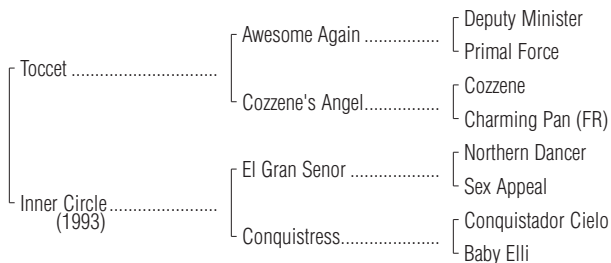 Deputy Minister
Awesome Again ................
Primal Force
Toccet ...............................
Cozzene
Cozzene's Angel................
Charming Pan (FR)
Northern Dancer
El Gran Senor ...................
Sex Appeal
Inner Circle.......................
(1993)
Conquistador Cielo
Conquistress.....................
Baby Elli